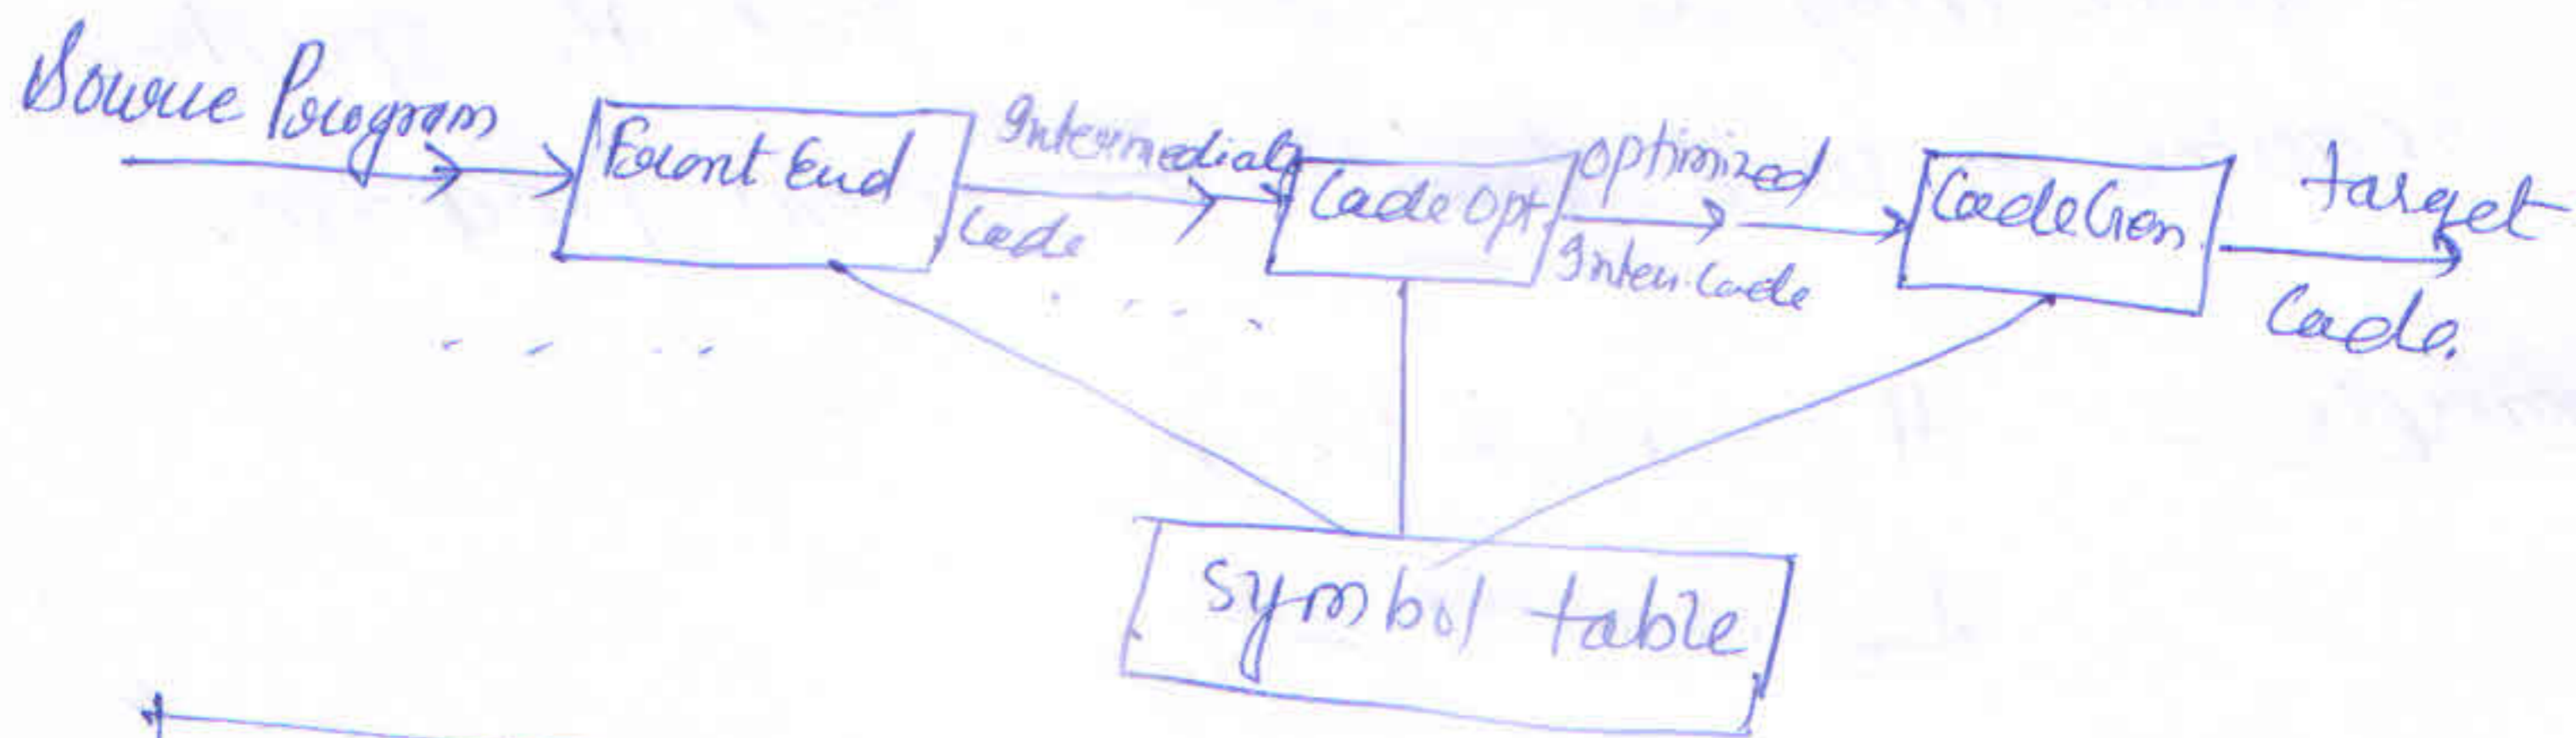 Source Program
Front End
Intermediate
Code
Code Opt.
optimized
Inter. Code
Code Gen.
target
Code.
symbol table